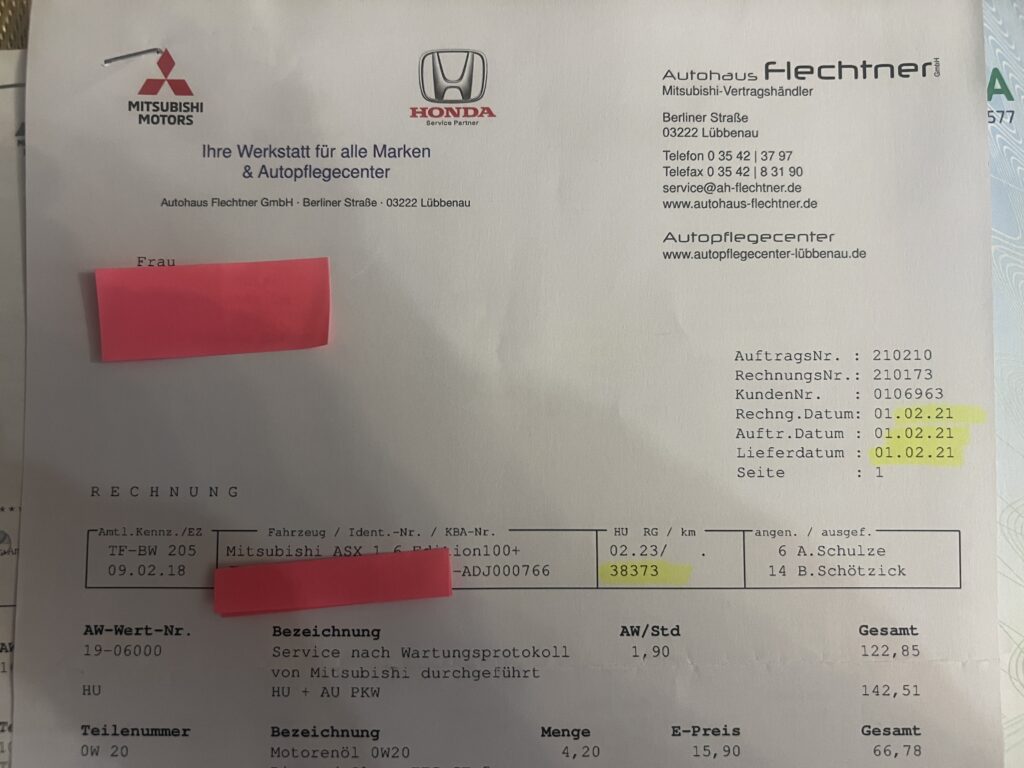 MITSUBISHI
MOTORS
HONDA
Service Partner
Ihre Werkstatt für alle Marken
& Autopflegecenter
Autohaus Flechtner GmbH · Berliner Straße · 03222 Lübbenau
Autohaus Flechtner GmbH
Mitsubishi-Vertragshändler
Berliner Straße
03222 Lübbenau
Telefon 0 35 42 | 37 97
Telefax 0 35 42 | 8 31 90
service@ah-flechtner.de
www.autohaus-flechtner.de
Autopflegecenter
www.autopflegecenter-lübbenau.de
A
577
Frau
AuftragsNr. : 210210
RechnungsNr.: 210173
KundenNr. : 0106963
Rechng.Datum: 01.02.21
Auftr.Datum : 01.02.21
Lieferdatum : 01.02.21
Seite : 1
RECHNUNG
Amtl.Kennz./EZ Fahrzeug / Ident.-Nr. / KBA-Nr. HU RG / km angen. / ausgef.
TF-BW 205 Mitsubishi ASX 1.6 Edition100+ 02.23/ . 6 A.Schulze
09.02.18 -ADJ000766 38373 14 B.Schötzick
AW-Wert-Nr. Bezeichnung AW/Std Gesamt
19-06000 Service nach Wartungsprotokoll 1,90 122,85
von Mitsubishi durchgeführt
HU HU + AU PKW 142,51
Teilenummer Bezeichnung Menge E-Preis Gesamt
0W 20 Motorenöl 0W20 4,20 15,90 66,78